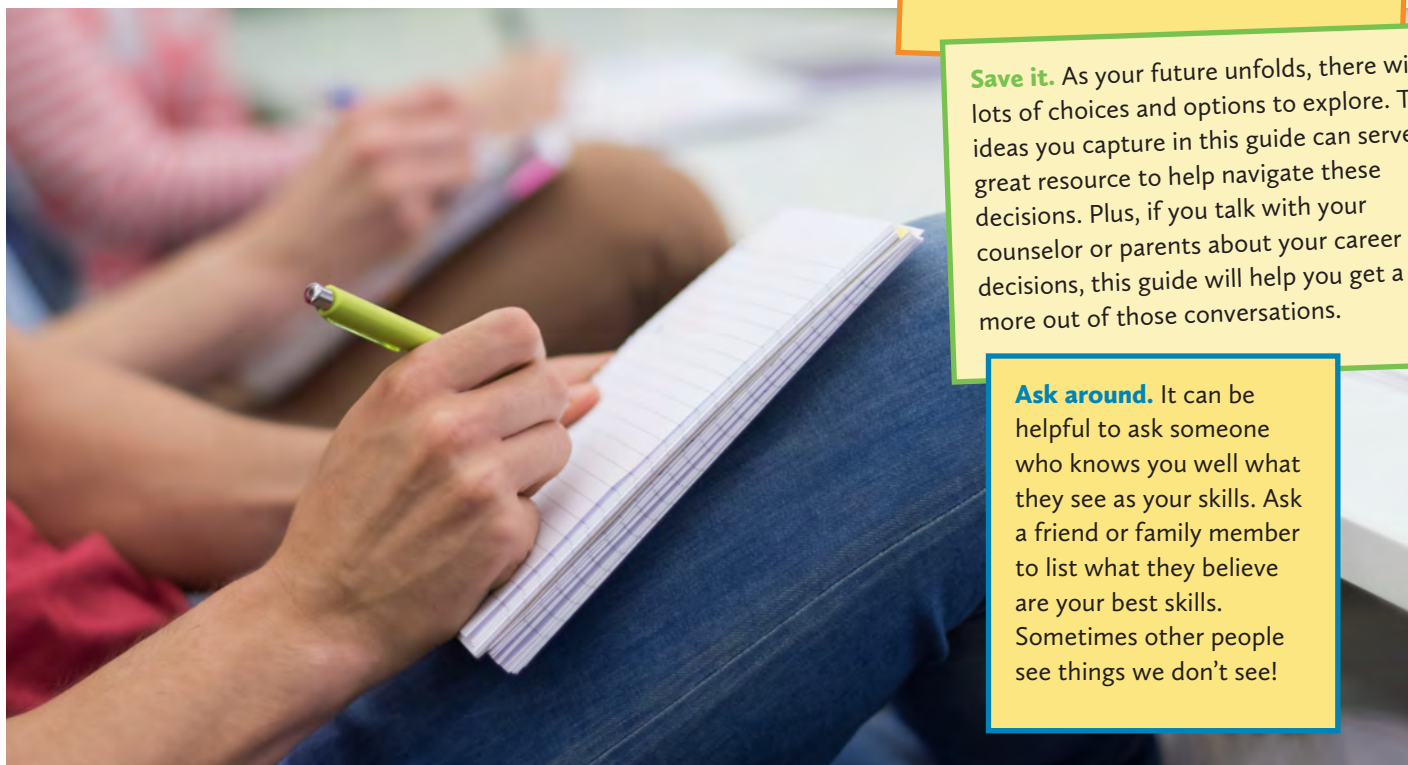 Save it. As your future unfolds, there
lots of choices and options to explore.
ideas you capture in this guide can
great resource to help navigate these
decisions. Plus, if you talk with your
counselor or parents about your career
decisions, this guide will help you get a
more out of those conversations.
Ask around. It can be
helpful to ask someone
who knows you well what
they see as your skills. Ask
a friend or family member
to list what they believe
are your best skills.
Sometimes other people
see things we don’t see!